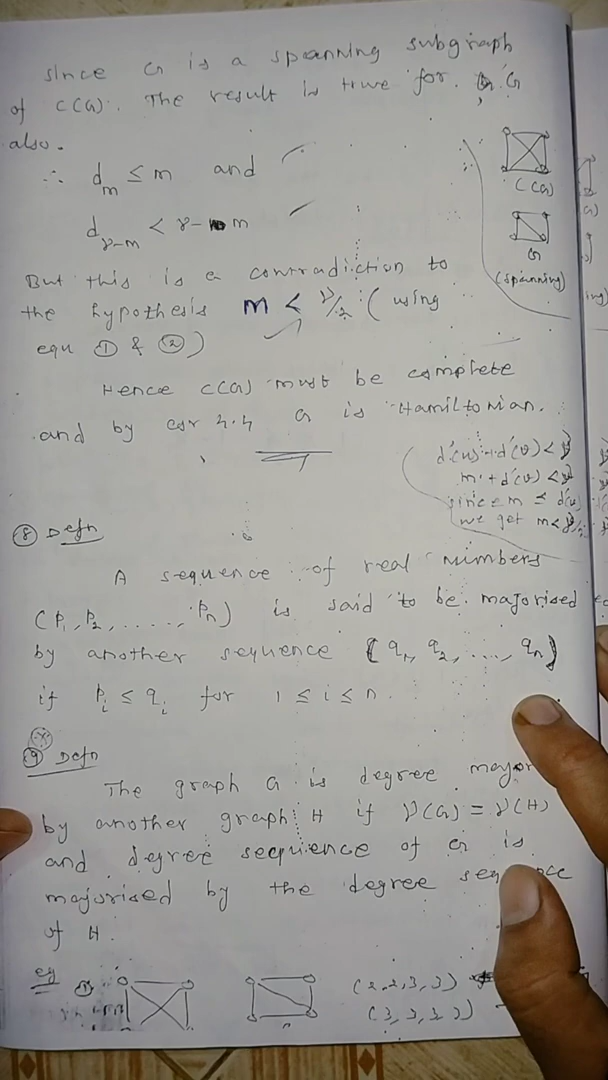 since G is a spanning subgraph
of C(G). The result is true for G
also.
∴ dm ≤ m and
dν-m < ν-m
But this is a contradiction to
the hypothesis m < ν/2 (using
equ ① & ②)
Hence C(G) must be complete
and by cor 4.4 G is Hamiltonian.
C(G)
G
(spanning)
d'(u)+d'(v) < ν
m + d'(v) < ν
since m ≤ d'(v)
we get m < ν/2
⑧ Defn
A sequence of real numbers
(p1, p2, ......, pn) is said to be majorised
by another sequence (q1, q2, ..., qn)
if pi ≤ qi for 1 ≤ i ≤ n.
⑨ Defn
The graph G is degree major
by another graph H if ν(G) = ν(H)
and degree sequence of G is
majorised by the degree
of H.
eg ① (2,2,3,3)
(3,3,3,3)